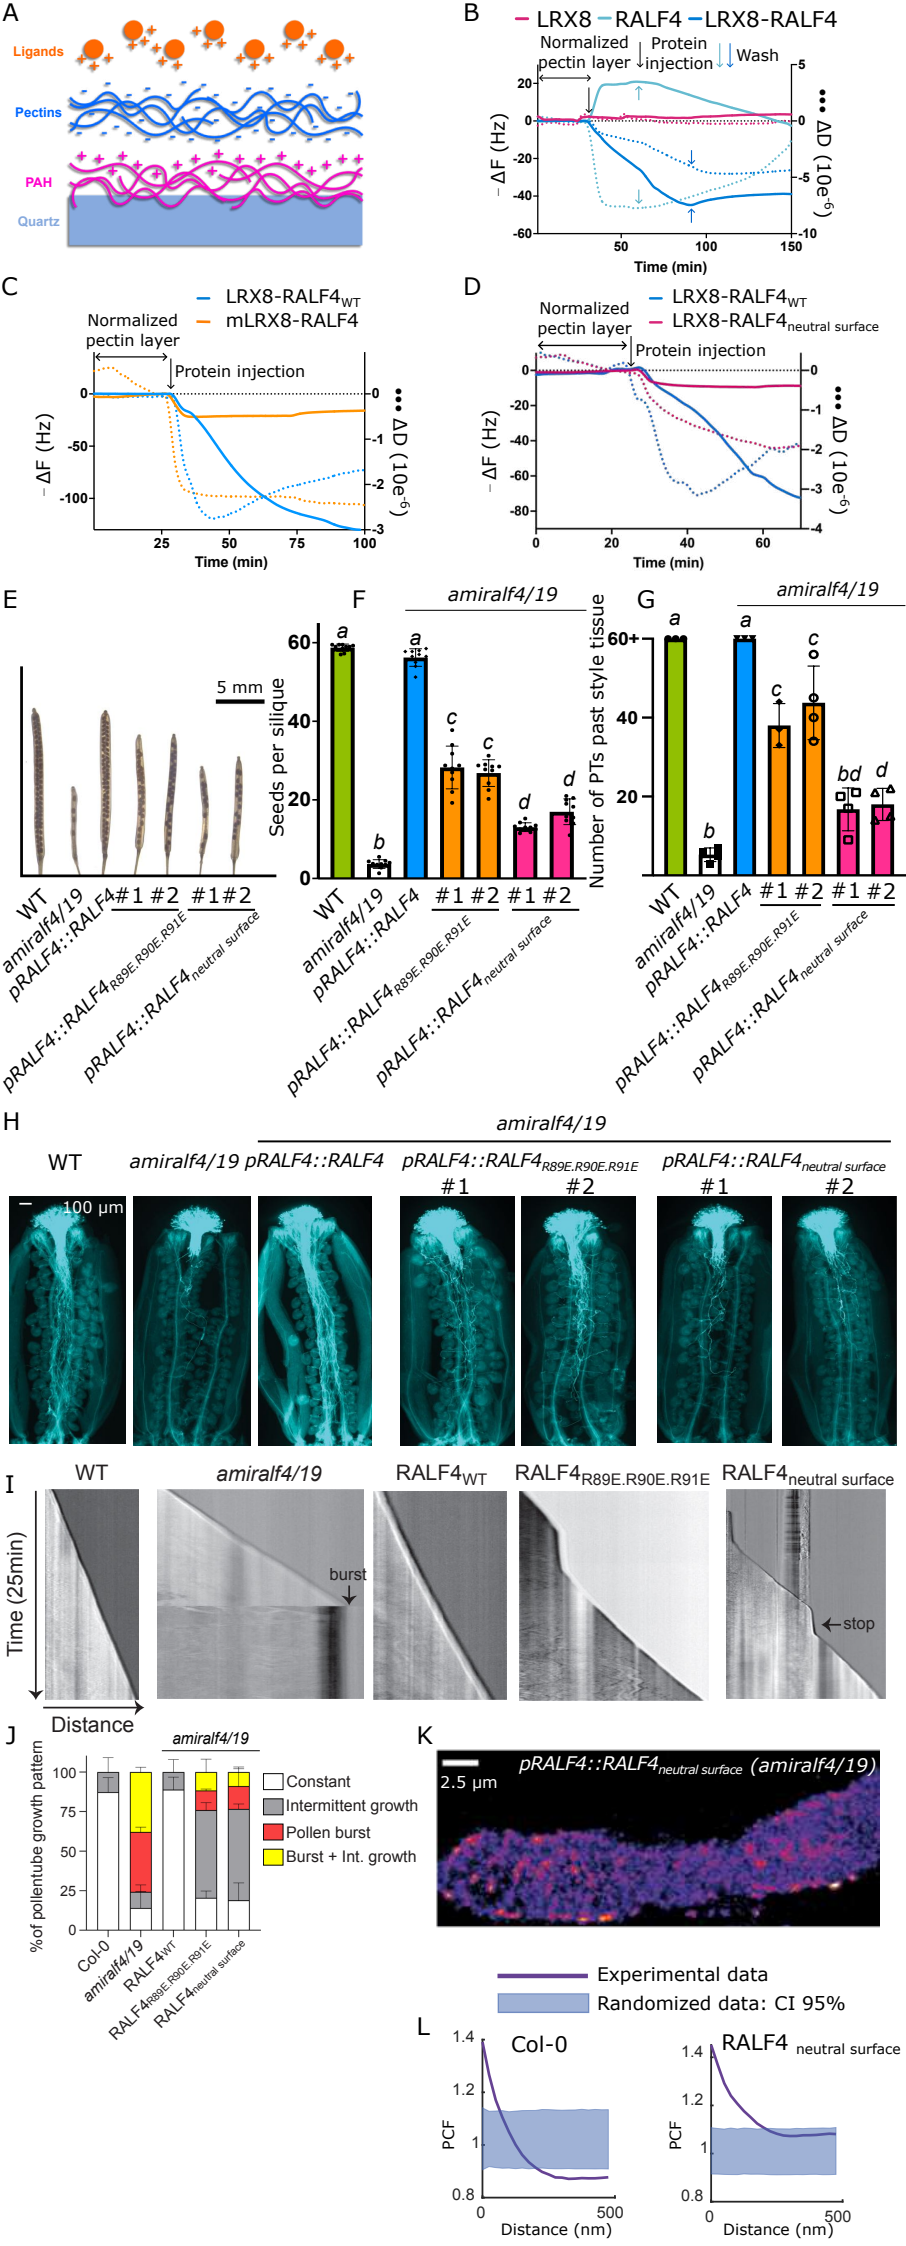 A
Ligands
Pectins
PAH
Quartz
B
LRX8 RALF4 LRX8-RALF4
Normalized pectin layer
Protein injection
Wash
20
0
-20
-40
-60
− ΔF (Hz)
5
0
-5
-10
••• ΔD (10e-6)
50 100 150
Time (min)
C
LRX8-RALF4WT
mLRX8-RALF4
Normalized
pectin layer
Protein injection
0
-50
-100
− ΔF (Hz)
0
-1
-2
-3
••• ΔD (10e-6)
25 50 75 100
Time (min)
D
LRX8-RALF4WT
LRX8-RALF4neutral surface
Normalized
pectin layer
Protein injection
0
-20
-40
-60
-80
− ΔF (Hz)
0
-1
-2
-3
-4
••• ΔD (10e-6)
0 20 40 60
Time (min)
E
5 mm
WT
amiralf4/19
pRALF4::RALF4
#1 #2
pRALF4::RALF4R89E.R90E.R91E
#1 #2
pRALF4::RALF4neutral surface
F
amiralf4/19
Seeds per silique
60
40
20
0
a b a c c d d
WT
amiralf4/19
pRALF4::RALF4
#1 #2
pRALF4::RALF4R89E.R90E.R91E
#1 #2
pRALF4::RALF4neutral surface
G
amiralf4/19
Number of PTs past style tissue
60+
40
20
a b a c c bd d
WT
amiralf4/19
pRALF4::RALF4
#1 #2
pRALF4::RALF4R89E.R90E.R91E
#1 #2
pRALF4::RALF4neutral surface
H
amiralf4/19
WT amiralf4/19 pRALF4::RALF4 pRALF4::RALF4R89E.R90E.R91E pRALF4::RALF4neutral surface
#1 #2 #1 #2
100 µm
I
WT amiralf4/19 RALF4WT RALF4R89E.R90E.R91E RALF4neutral surface
Time (25min)
Distance
burst
stop
J
amiralf4/19
%of pollentube growth pattern
100
75
50
25
0
Col-0
amiralf4/19
RALF4WT
RALF4R89E.R90E.R91E
RALF4neutral surface
Constant
Intermittent growth
Pollen burst
Burst + Int. growth
K
pRALF4::RALF4neutral surface (amiralf4/19)
2.5 µm
Experimental data
Randomized data: CI 95%
L
Col-0
PCF
1.4
1.2
1
0.8
0 500
Distance (nm)
RALF4 neutral surface
PCF
1.4
1.2
1
0.8
0 500
Distance (nm)